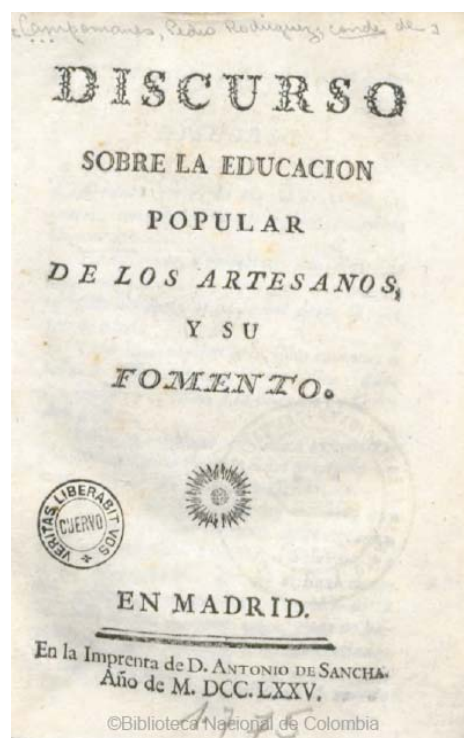 Campomanes, Pedro Rodríguez, conde de
DISCURSO
SOBRE LA EDUCACION
POPULAR
DE LOS ARTESANOS,
Y SU
FOMENTO.
VERITAS LIBERABIT VOS
CUERVO
EN MADRID.
En la Imprenta de D. ANTONIO DE SANCHA.
Año de M. DCC. LXXV.
1775
©Biblioteca Nacional de Colombia